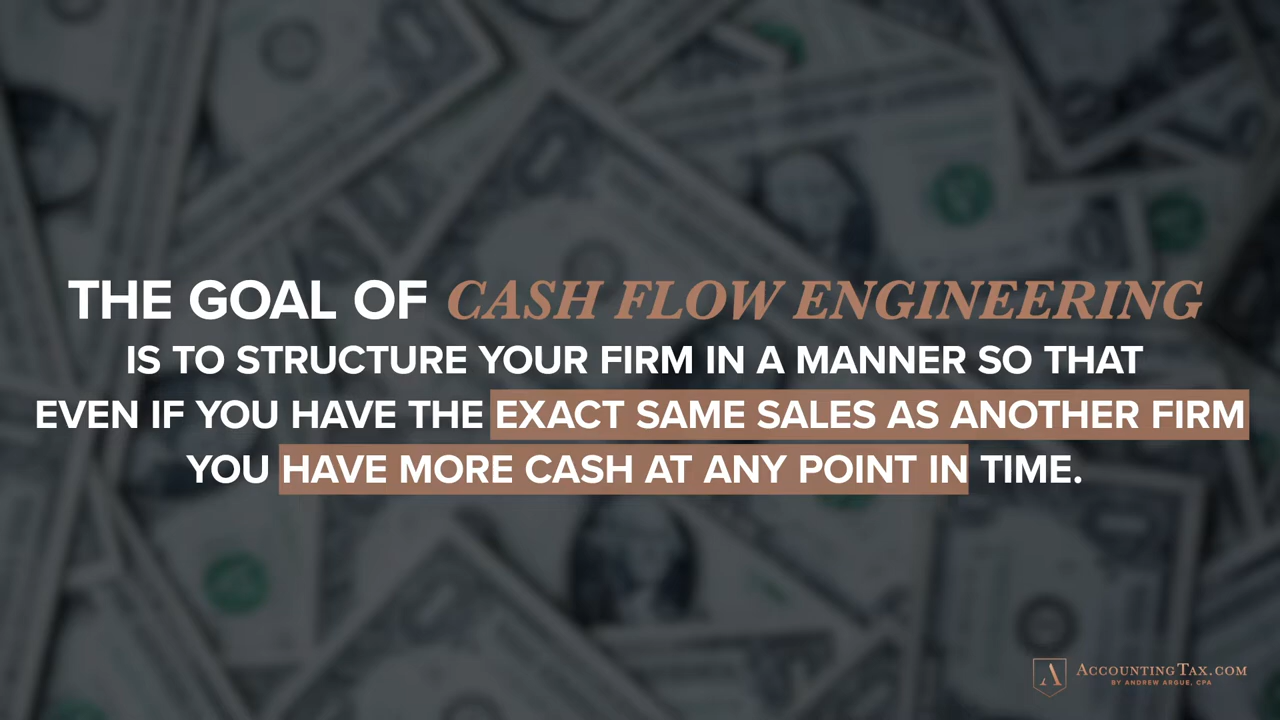 THE GOAL OF CASH FLOW ENGINEERING
IS TO STRUCTURE YOUR FIRM IN A MANNER SO THAT
EVEN IF YOU HAVE THE EXACT SAME SALES AS ANOTHER FIRM
YOU HAVE MORE CASH AT ANY POINT IN TIME.
A ACCOUNTINGTAX.COM
BY ANDREW ARGUE, CPA